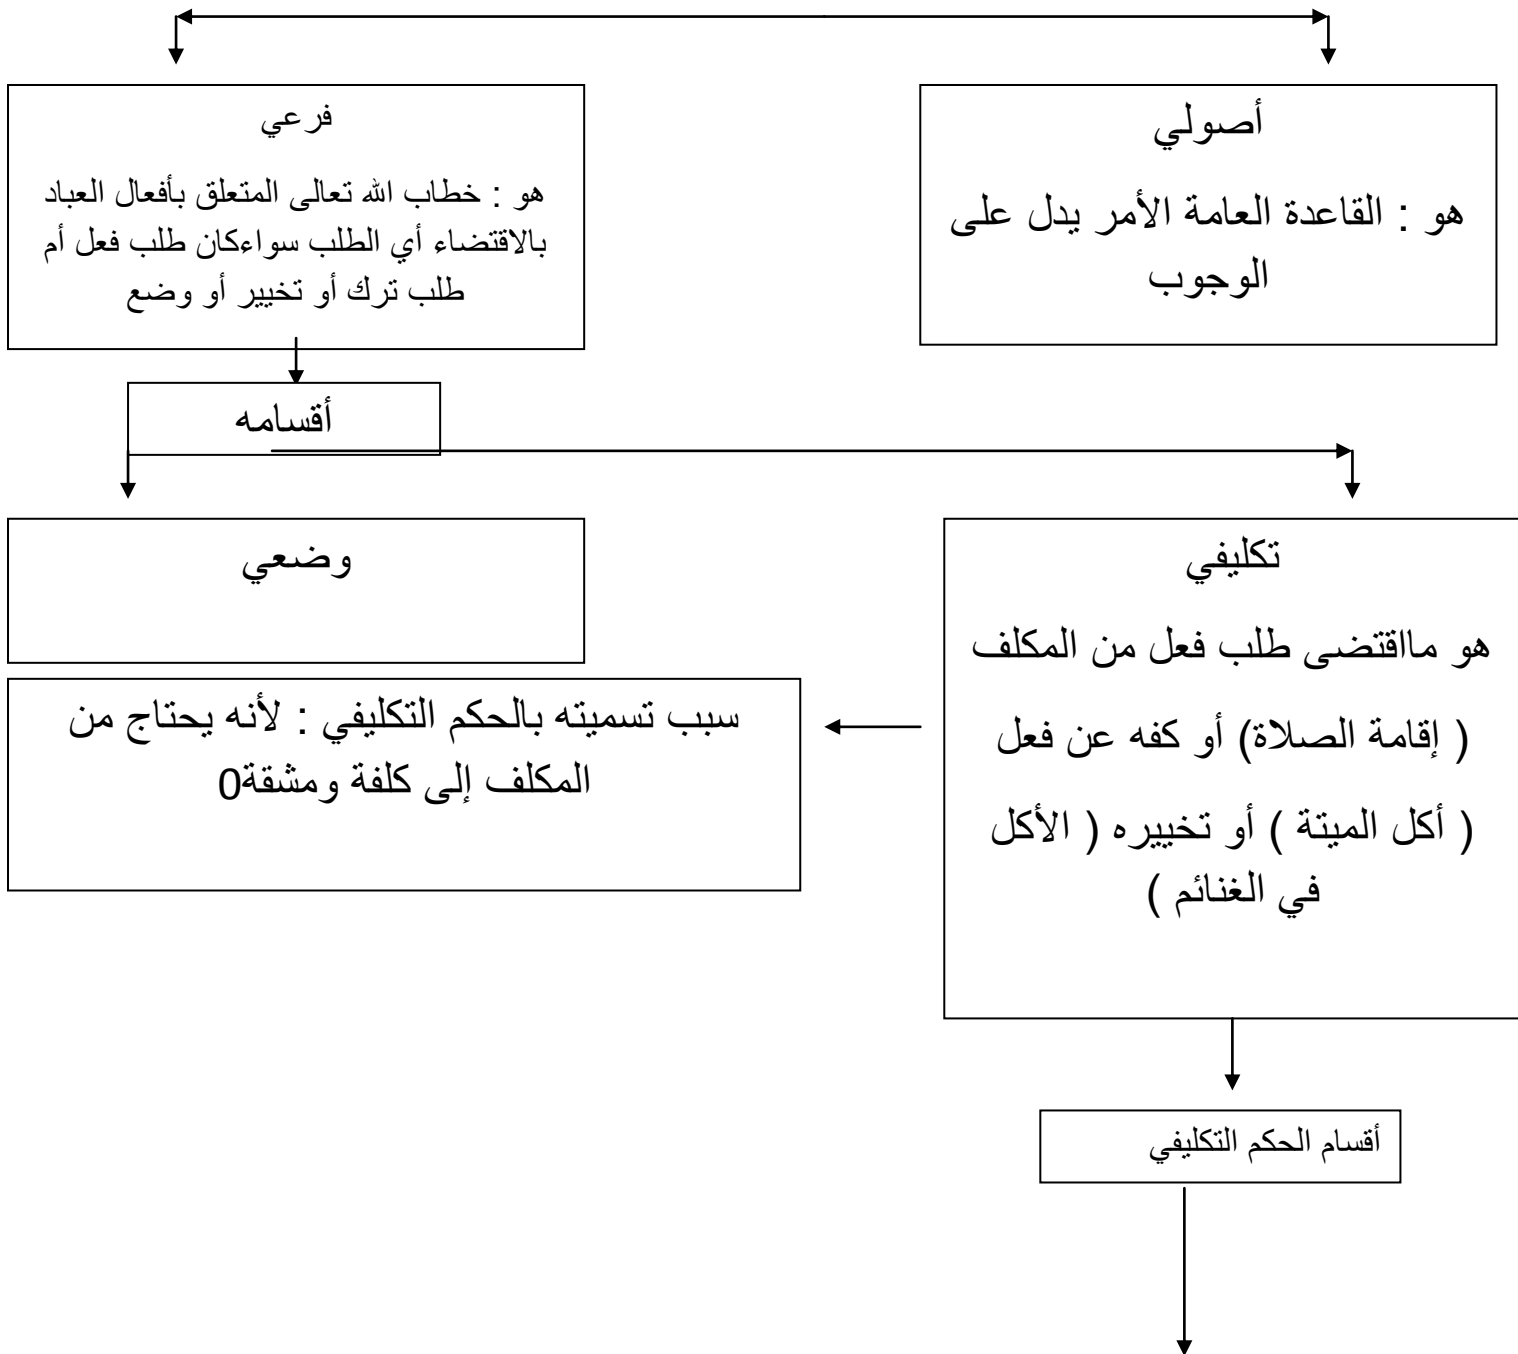 أصولي
هو : القاعدة العامة الأمر يدل على
الوجوب
فرعي
هو : خطاب الله تعالى المتعلق بأفعال العباد
بالاقتضاء أي الطلب سواءكان طلب فعل أم
طلب ترك أو تخيير أو وضع
أقسامه
تكليفي
هو مااقتضى طلب فعل من المكلف
( إقامة الصلاة) أو كفه عن فعل
( أكل الميتة ) أو تخييره ( الأكل
في الغنائم )
وضعي
سبب تسميته بالحكم التكليفي : لأنه يحتاج من
المكلف إلى كلفة ومشقة0
أقسام الحكم التكليفي